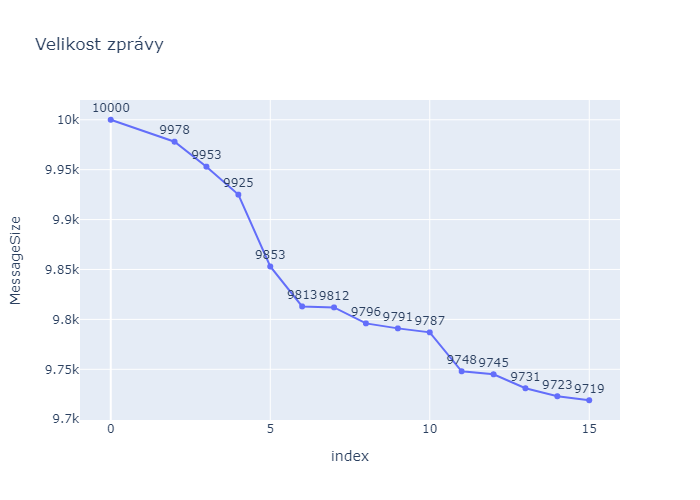 Velikost zprávy
10000
10k
9978
9953
9.95k
9925
9.9k
MessageSize
9853
9.85k
9813
9812
9.8k
9796
9791
9787
9.75k
9748
9745
9731
9723
9719
9.7k
0
5
10
15
index